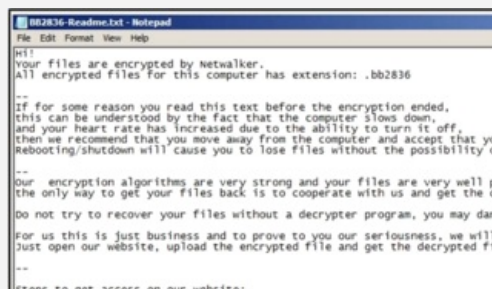 BB2836-Readme.txt - Notepad
File Edit Format View Help
Hi!
Your files are encrypted by Netwalker.
All encrypted files for this computer has extension: .bb2836
--
If for some reason you read this text before the encryption ended,
this can be understood by the fact that the computer slows down,
and your heart rate has increased due to the ability to turn it off,
then we recommend that you move away from the computer and accept that
Rebooting/shutdown will cause you to lose files without the possibility
--
Our encryption algorithms are very strong and your files are very well
the only way to get your files back is to cooperate with us and get the
Do not try to recover your files without a decrypter program, you may
For us this is just business and to prove to you our seriousness, we
Just open our website, upload the encrypted file and get the decrypted
--
Steps to get access on our website: